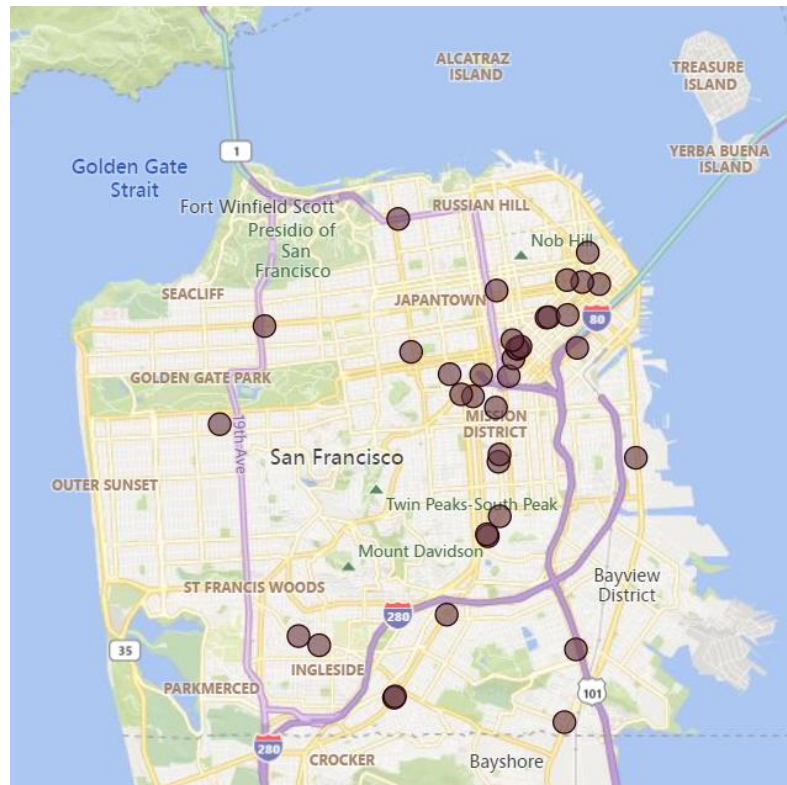 ALCATRAZ
ISLAND
TREASURE
ISLAND
YERBA BUENA
ISLAND
1
Golden Gate
Strait
Fort Winfield Scott
RUSSIAN HILL
Presidio of
San
Francisco
Nob Hill
SEACLIFF
JAPANTOWN
80
GOLDEN GATE PARK
MISSION
DISTRICT
19th Ave
San Francisco
OUTER SUNSET
Twin Peaks-South Peak
Mount Davidson
ST FRANCIS WOODS
Bayview
District
280
35
INGLESIDE
PARKMERCED
101
280
CROCKER
Bayshore